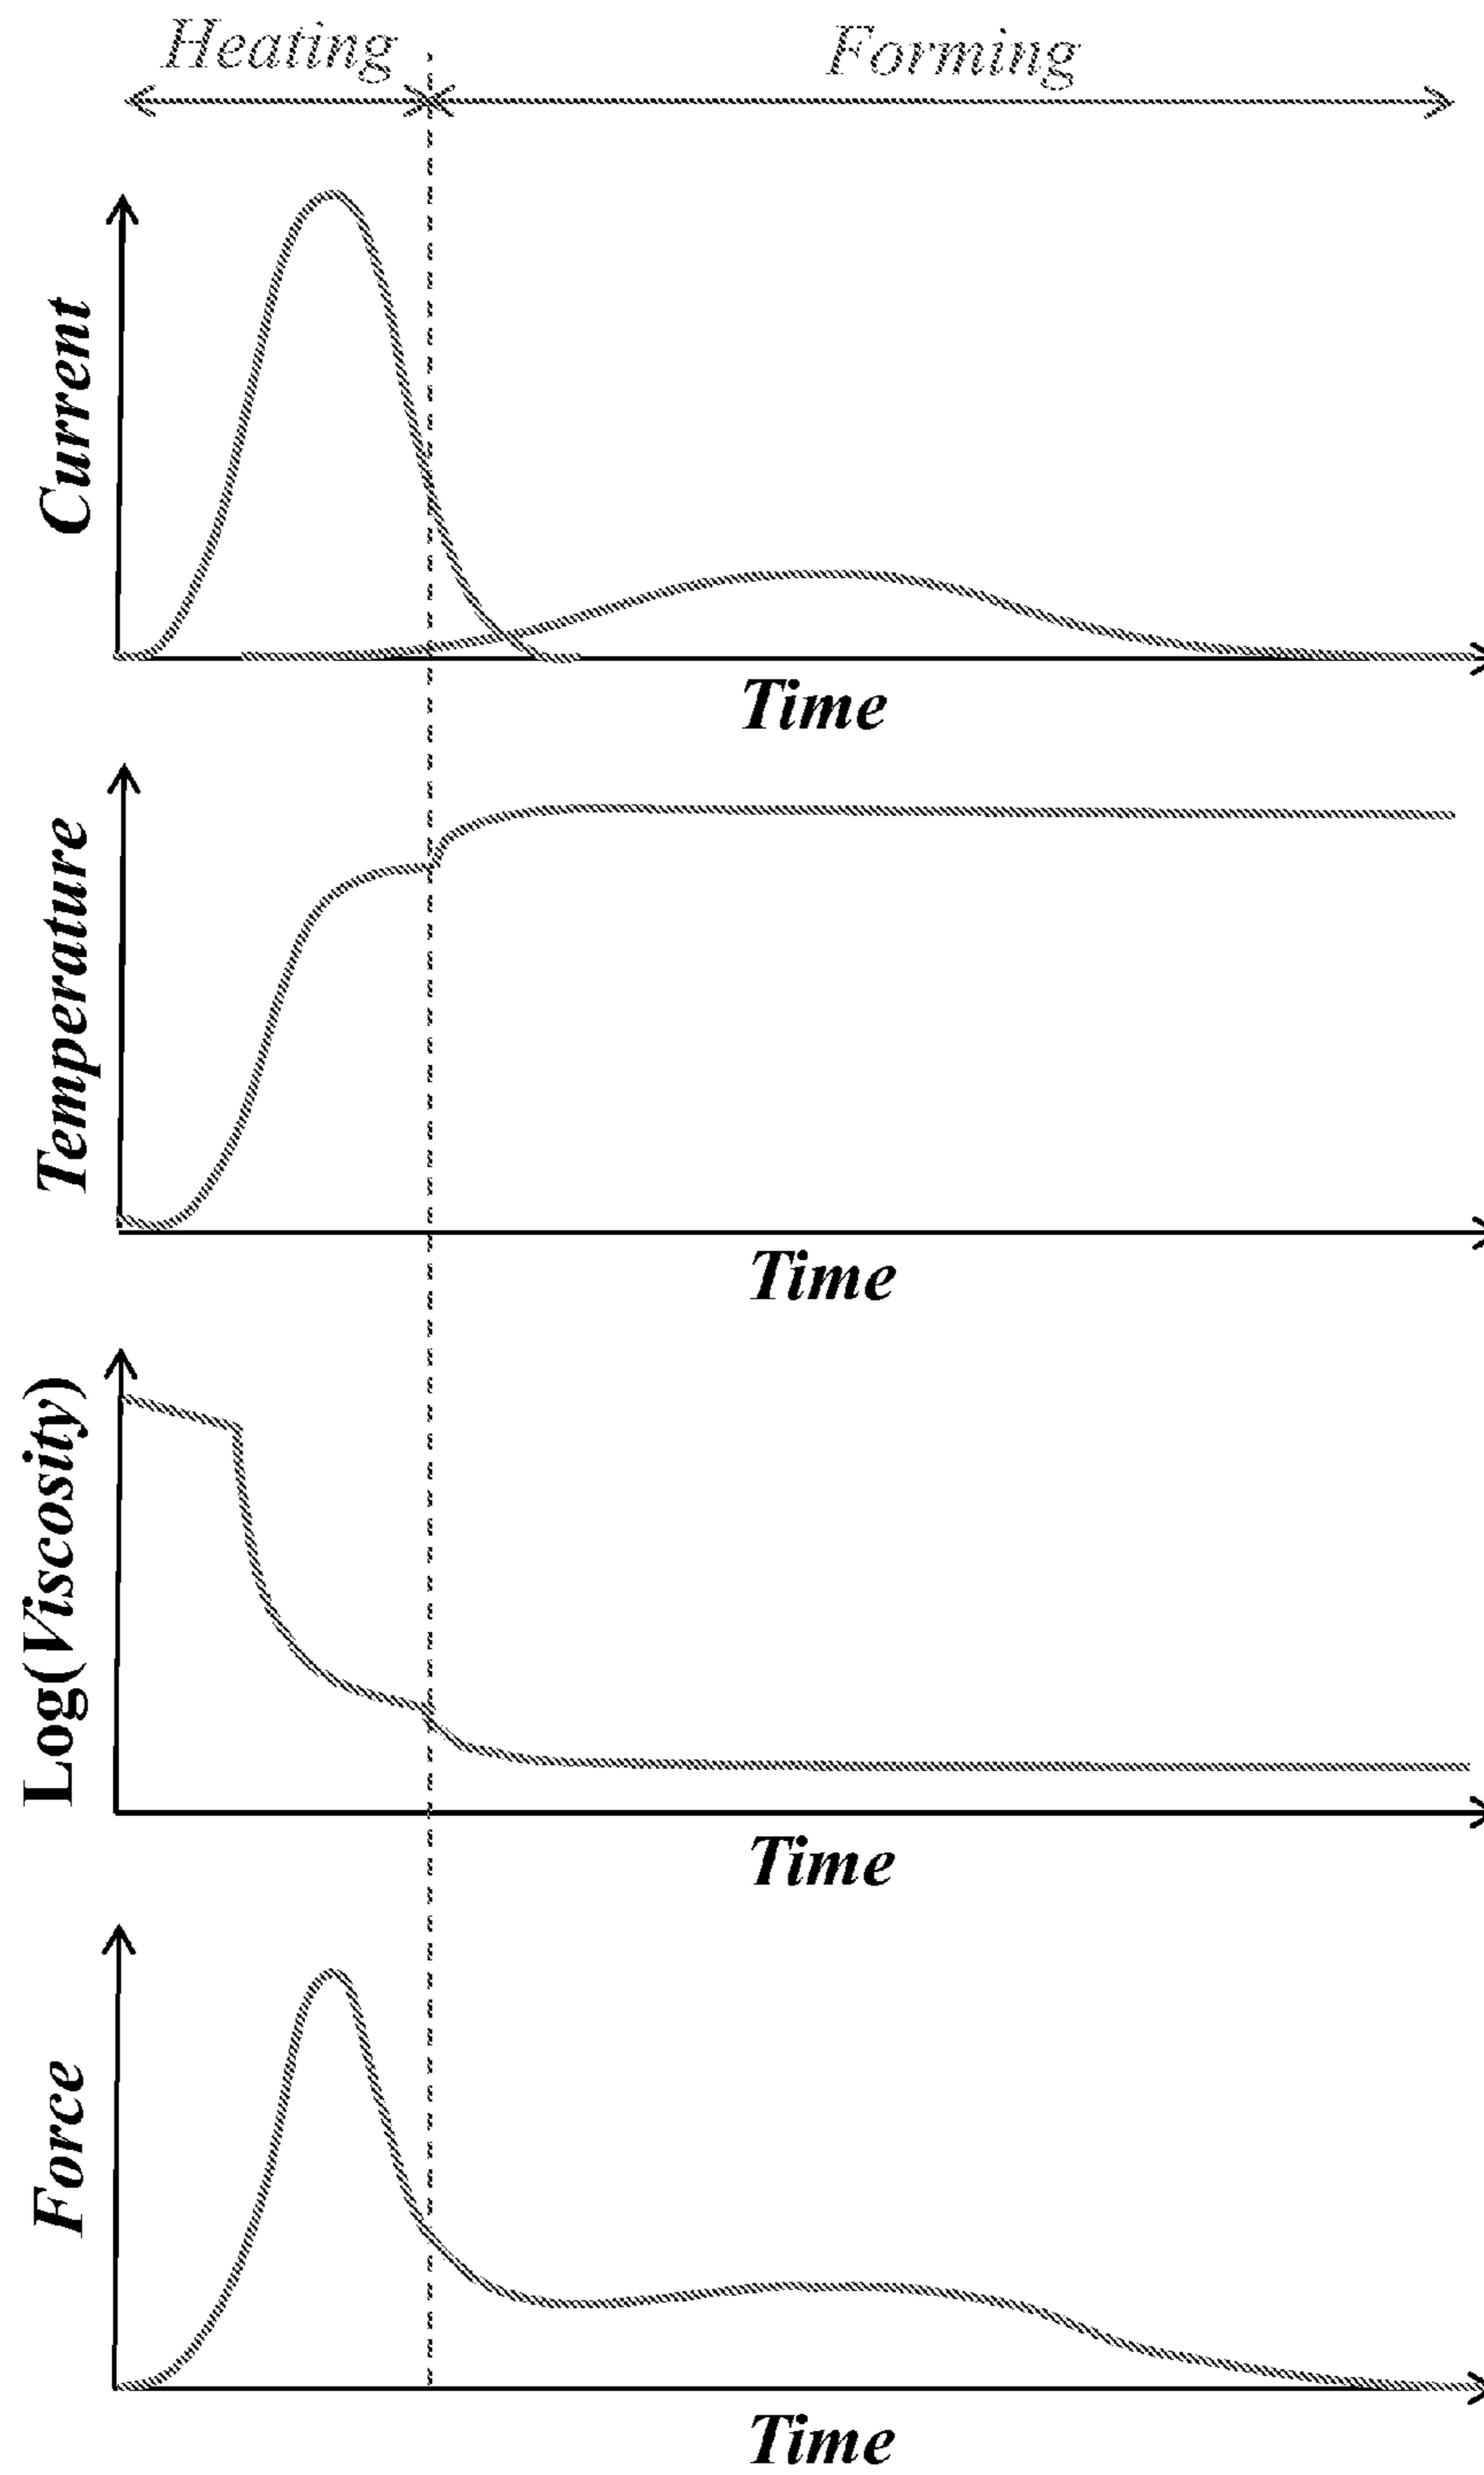 Heating
Forming
Current
Time
Temperature
Time
Log(Viscosity)
Time
Force
Time